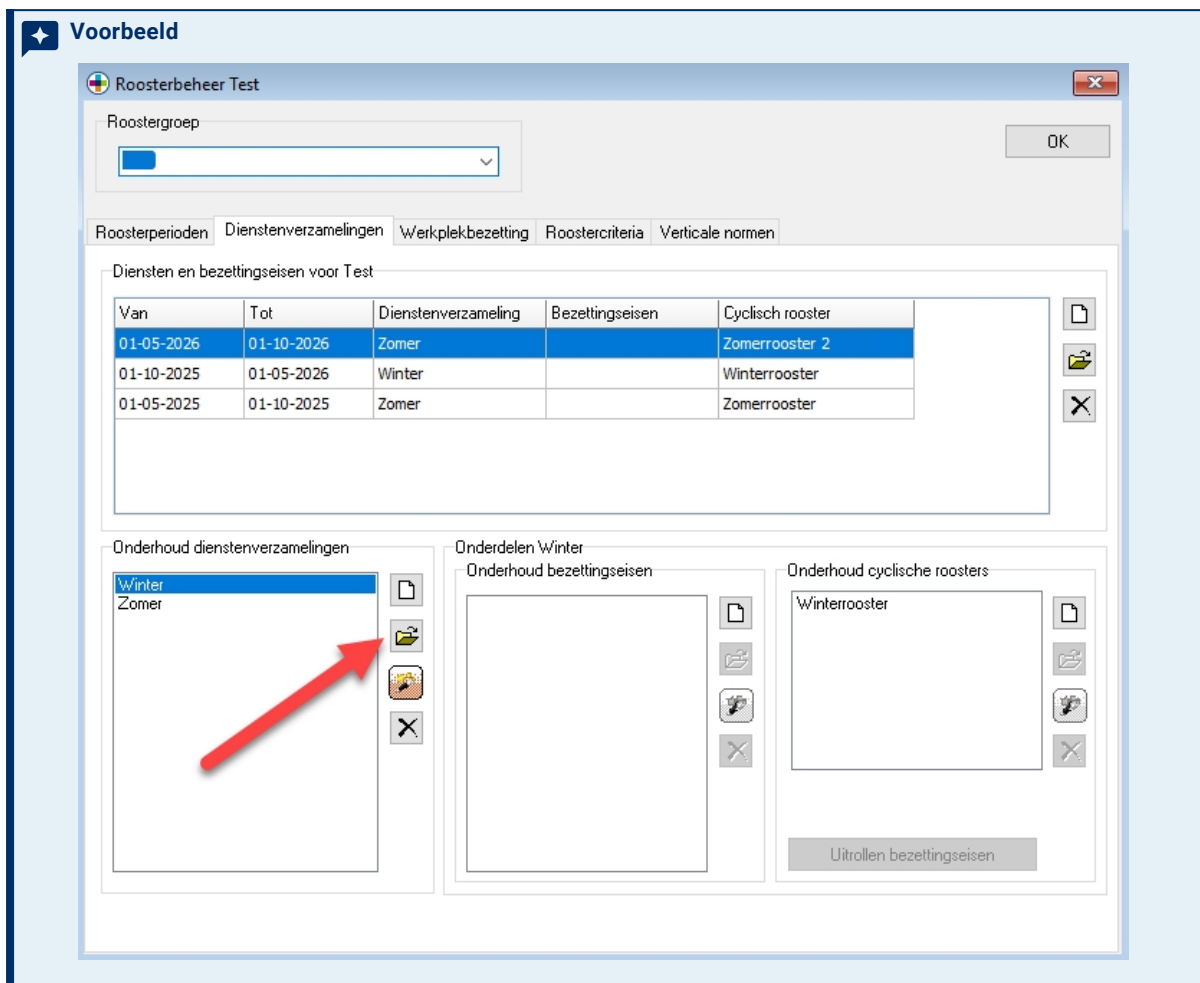 Voorbeeld
Roosterbeheer Test
Roostergroep
OK
Roosterperioden Dienstenverzamelingen Werkplekbezetting Roostercriteria Verticale normen
Diensten en bezettingseisen voor Test
Van Tot Dienstenverzameling Bezettingseisen Cyclisch rooster
01-05-2026 01-10-2026 Zomer Zomerrooster 2
01-10-2025 01-05-2026 Winter Winterrooster
01-05-2025 01-10-2025 Zomer Zomerrooster
Onderhoud dienstenverzamelingen
Winter
Zomer
Onderdelen Winter
Onderhoud bezettingseisen
Onderhoud cyclische roosters
Winterrooster
Uitrollen bezettingseisen